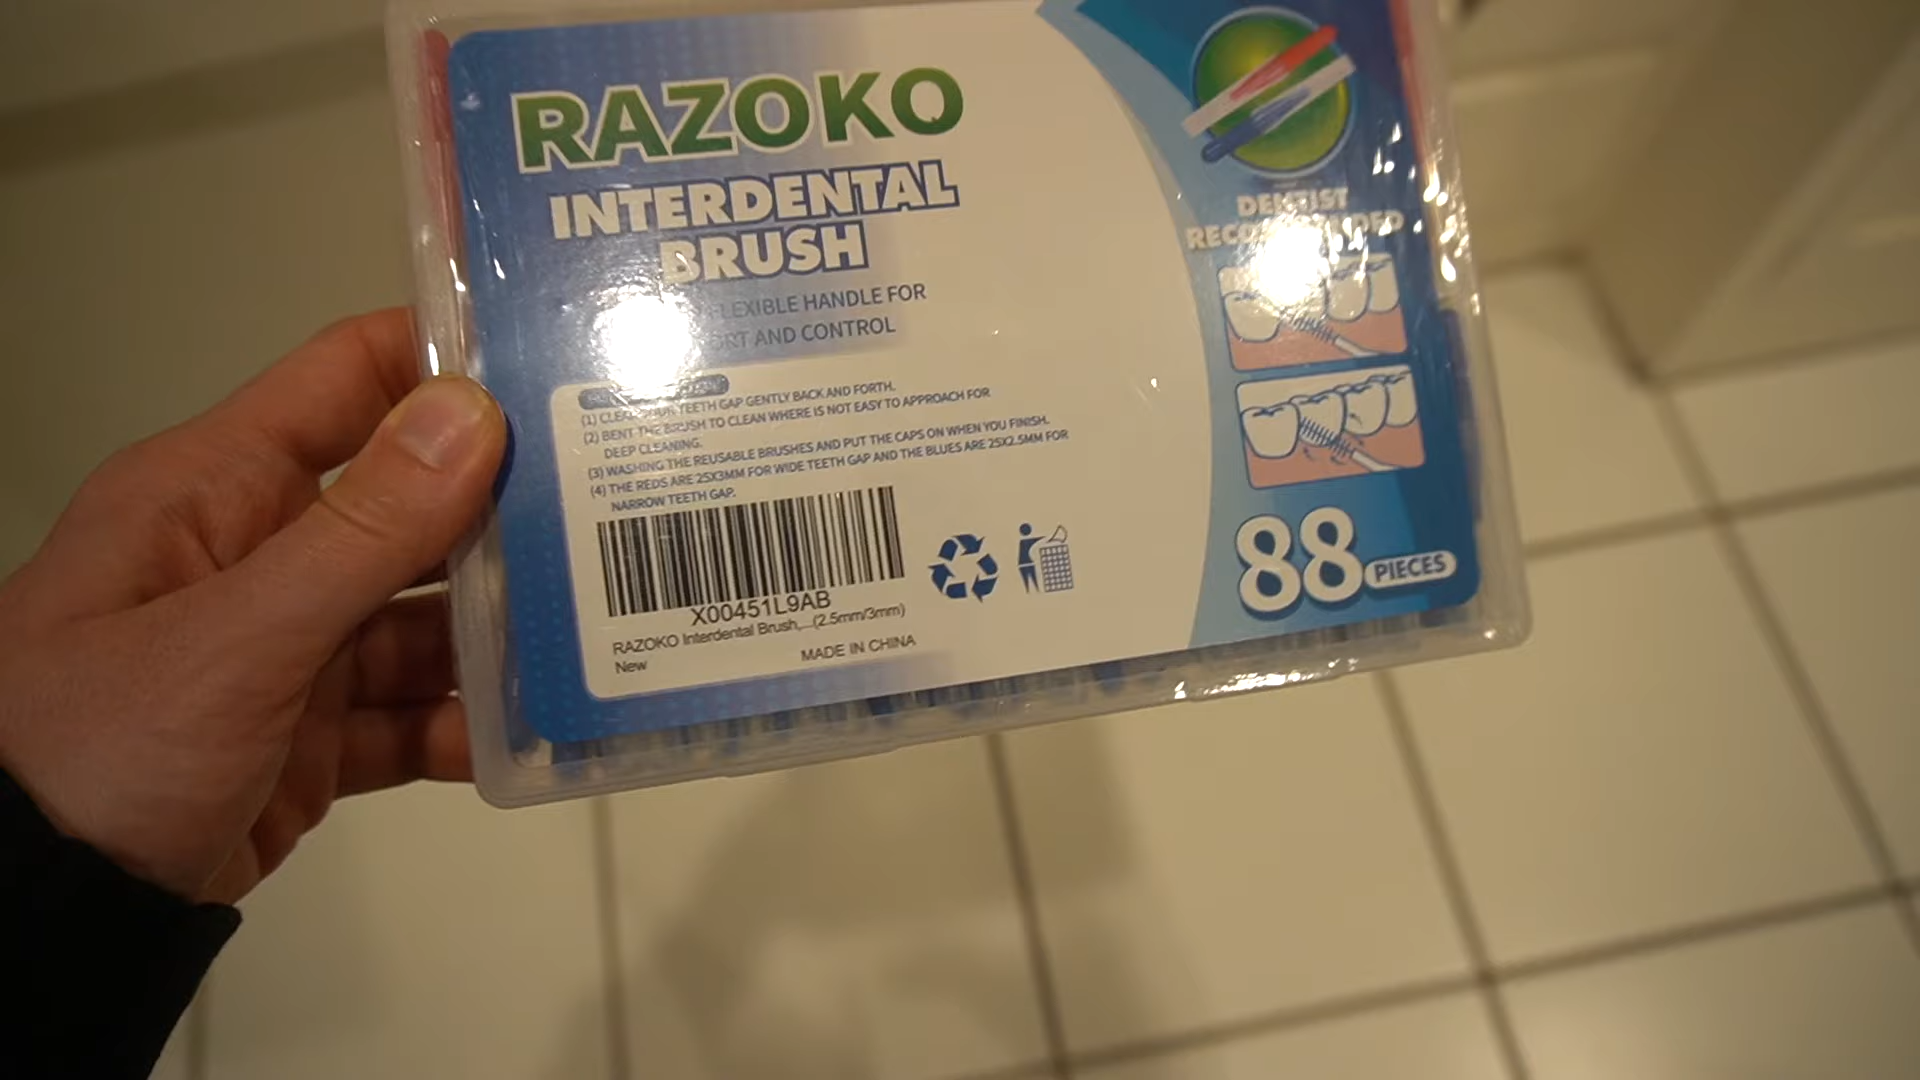 RAZOKO
INTERDENTAL
BRUSH
FLEXIBLE HANDLE FOR
AND CONTROL
(1) CLEAN YOUR TEETH GAP GENTLY BACK AND FORTH.
(2) BENT THE BRUSH TO CLEAN WHERE IS NOT EASY TO APPROACH FOR
DEEP CLEANING.
(3) WASHING THE REUSABLE BRUSHES AND PUT THE CAPS ON WHEN YOU FINISH.
(4) THE REDS ARE 25X3MM FOR WIDE TEETH GAP AND THE BLUES ARE 25X2.5MM FOR
NARROW TEETH GAP.
X00451L9AB
RAZOKO Interdental Brush,...(2.5mm/3mm)
New
MADE IN CHINA
DENTIST
RECOMMENDED
88 PIECES